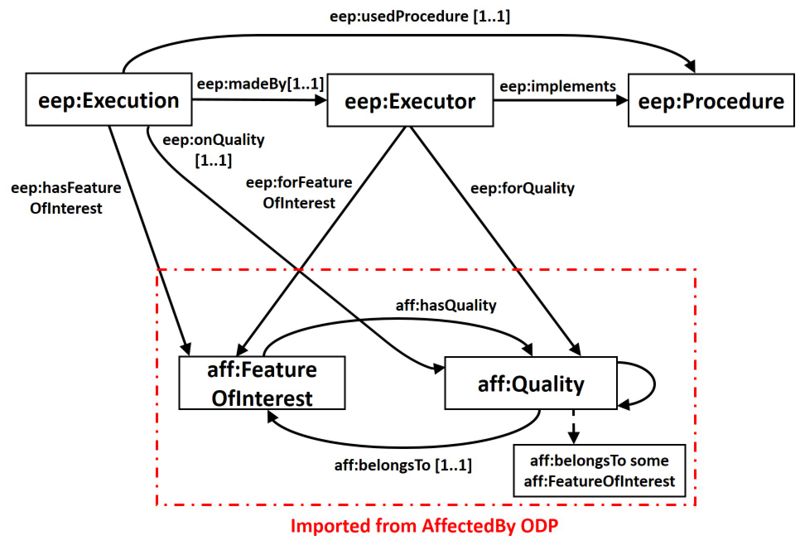 eep:usedProcedure [1..1]
eep:Execution
eep:madeBy[1..1]
eep:Executor
eep:implements
eep:Procedure
eep:onQuality
[1..1]
eep:hasFeature
OfInterest
eep:forFeature
OfInterest
eep:forQuality
aff:hasQuality
aff:Feature
OfInterest
aff:Quality
aff:belongsTo [1..1]
aff:belongsTo some
aff:FeatureOfInterest
Imported from AffectedBy ODP